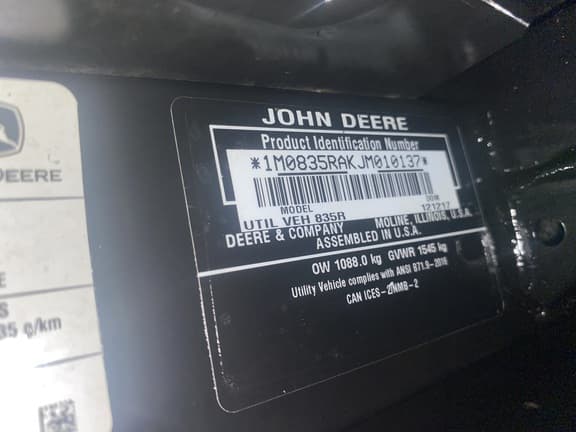 JOHN DEERE
Product Identification Number
*1M0835RAKJM010137*
MODEL DOM
UTIL VEH 835R 121217
DEERE & COMPANY MOLINE, ILLINOIS, U.S.A.
ASSEMBLED IN U.S.A.
OW 1088.0 kg GVWR 1545 kg
Utility Vehicle complies with ANSI B71.9-2016
CAN ICES-2/NMB-2
DEERE
E
S
35 g/km